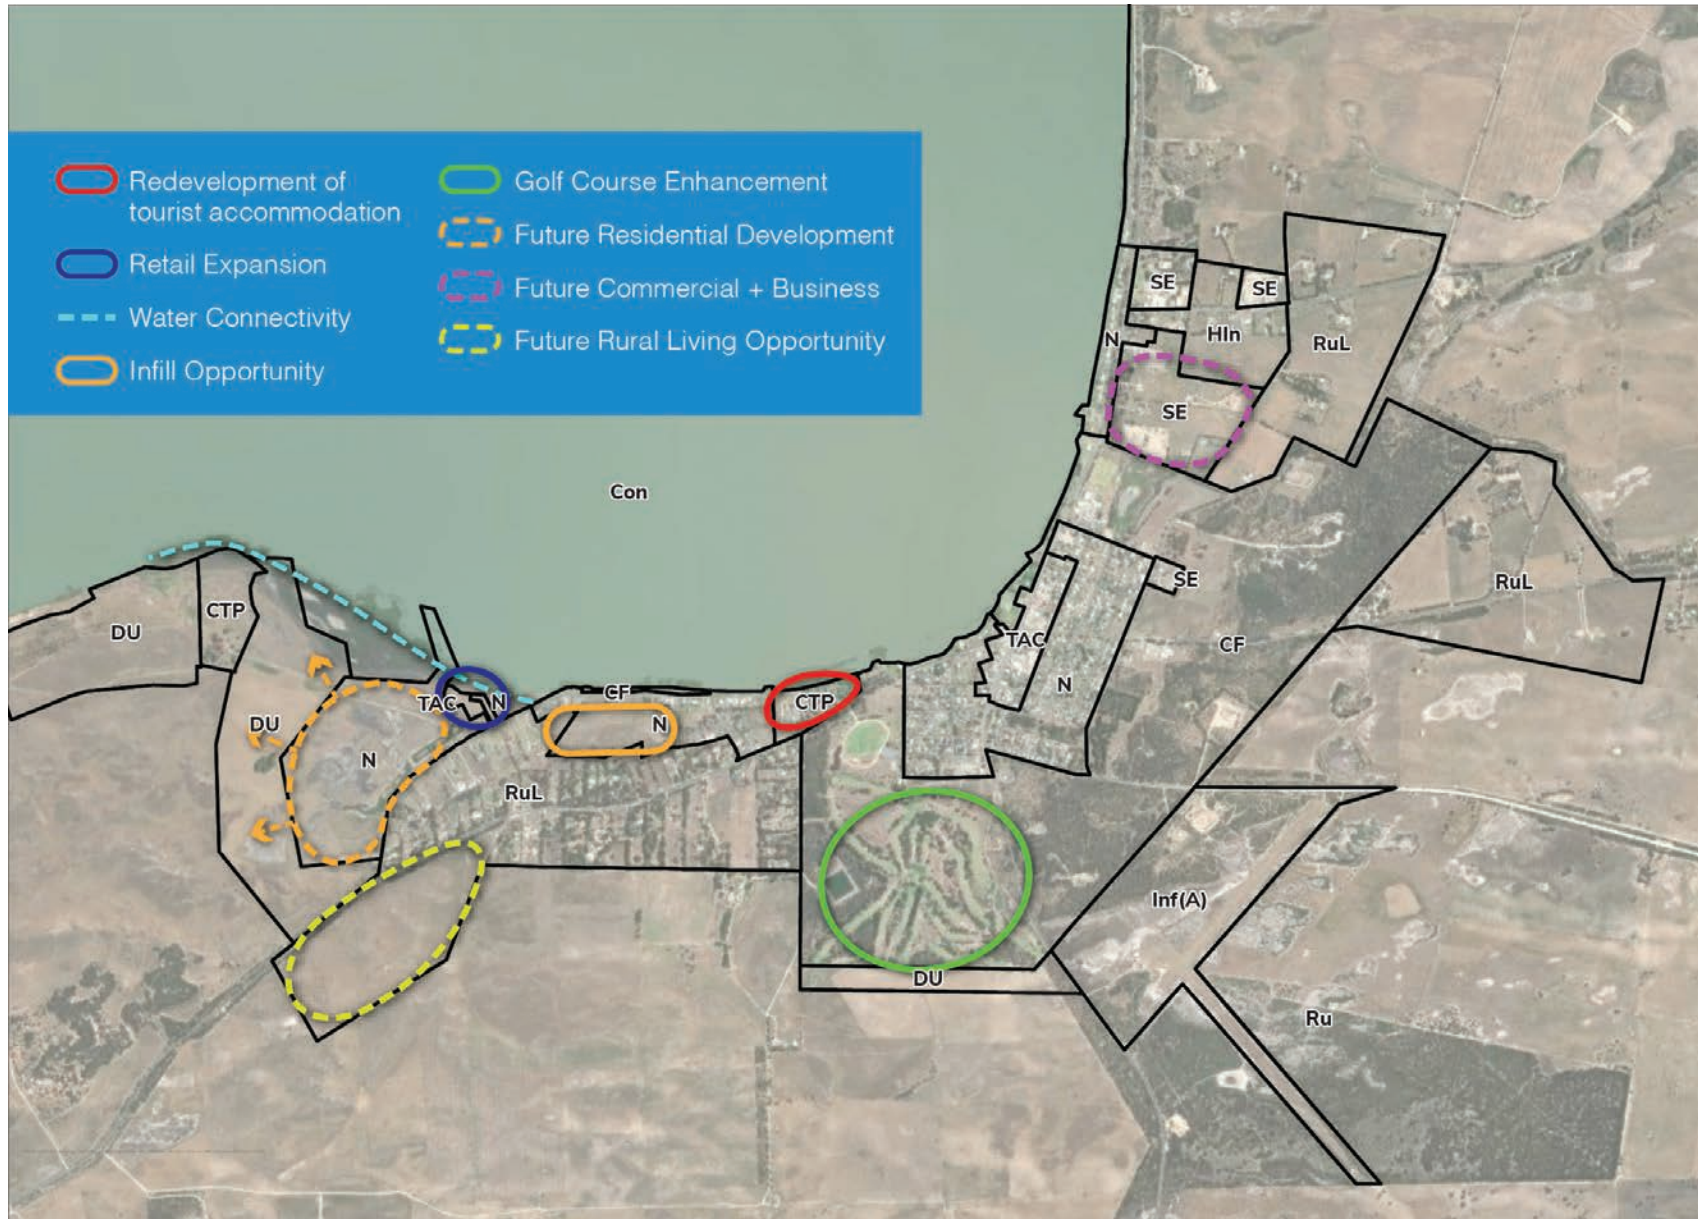 Redevelopment of
tourist accommodation
Retail Expansion
Water Connectivity
Infill Opportunity
Golf Course Enhancement
Future Residential Development
Future Commercial + Business
Future Rural Living Opportunity
SE
SE
N
HIn
RuL
SE
Con
SE
RuL
CTP
DU
TAC
CF
N
CF
TAC
N
N
CTP
DU
N
RuL
Inf(A)
DU
Ru